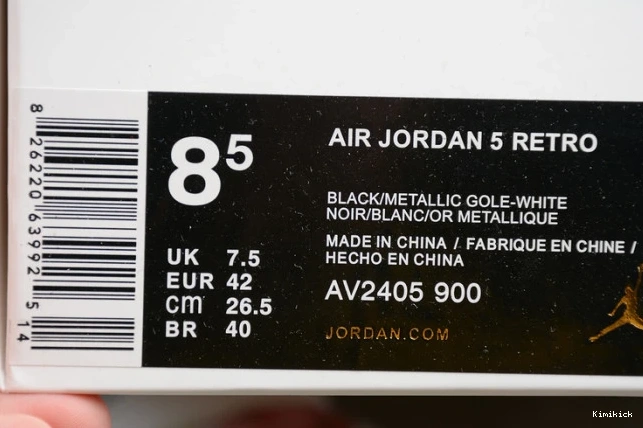 8 26220 63992 5 14
8⁵
AIR JORDAN 5 RETRO
BLACK/METALLIC GOLE-WHITE
NOIR/BLANC/OR METALLIQUE
MADE IN CHINA / FABRIQUE EN CHINE /
HECHO EN CHINA
UK 7.5
EUR 42
cm 26.5
BR 40
AV2405 900
JORDAN.COM
Kimikick